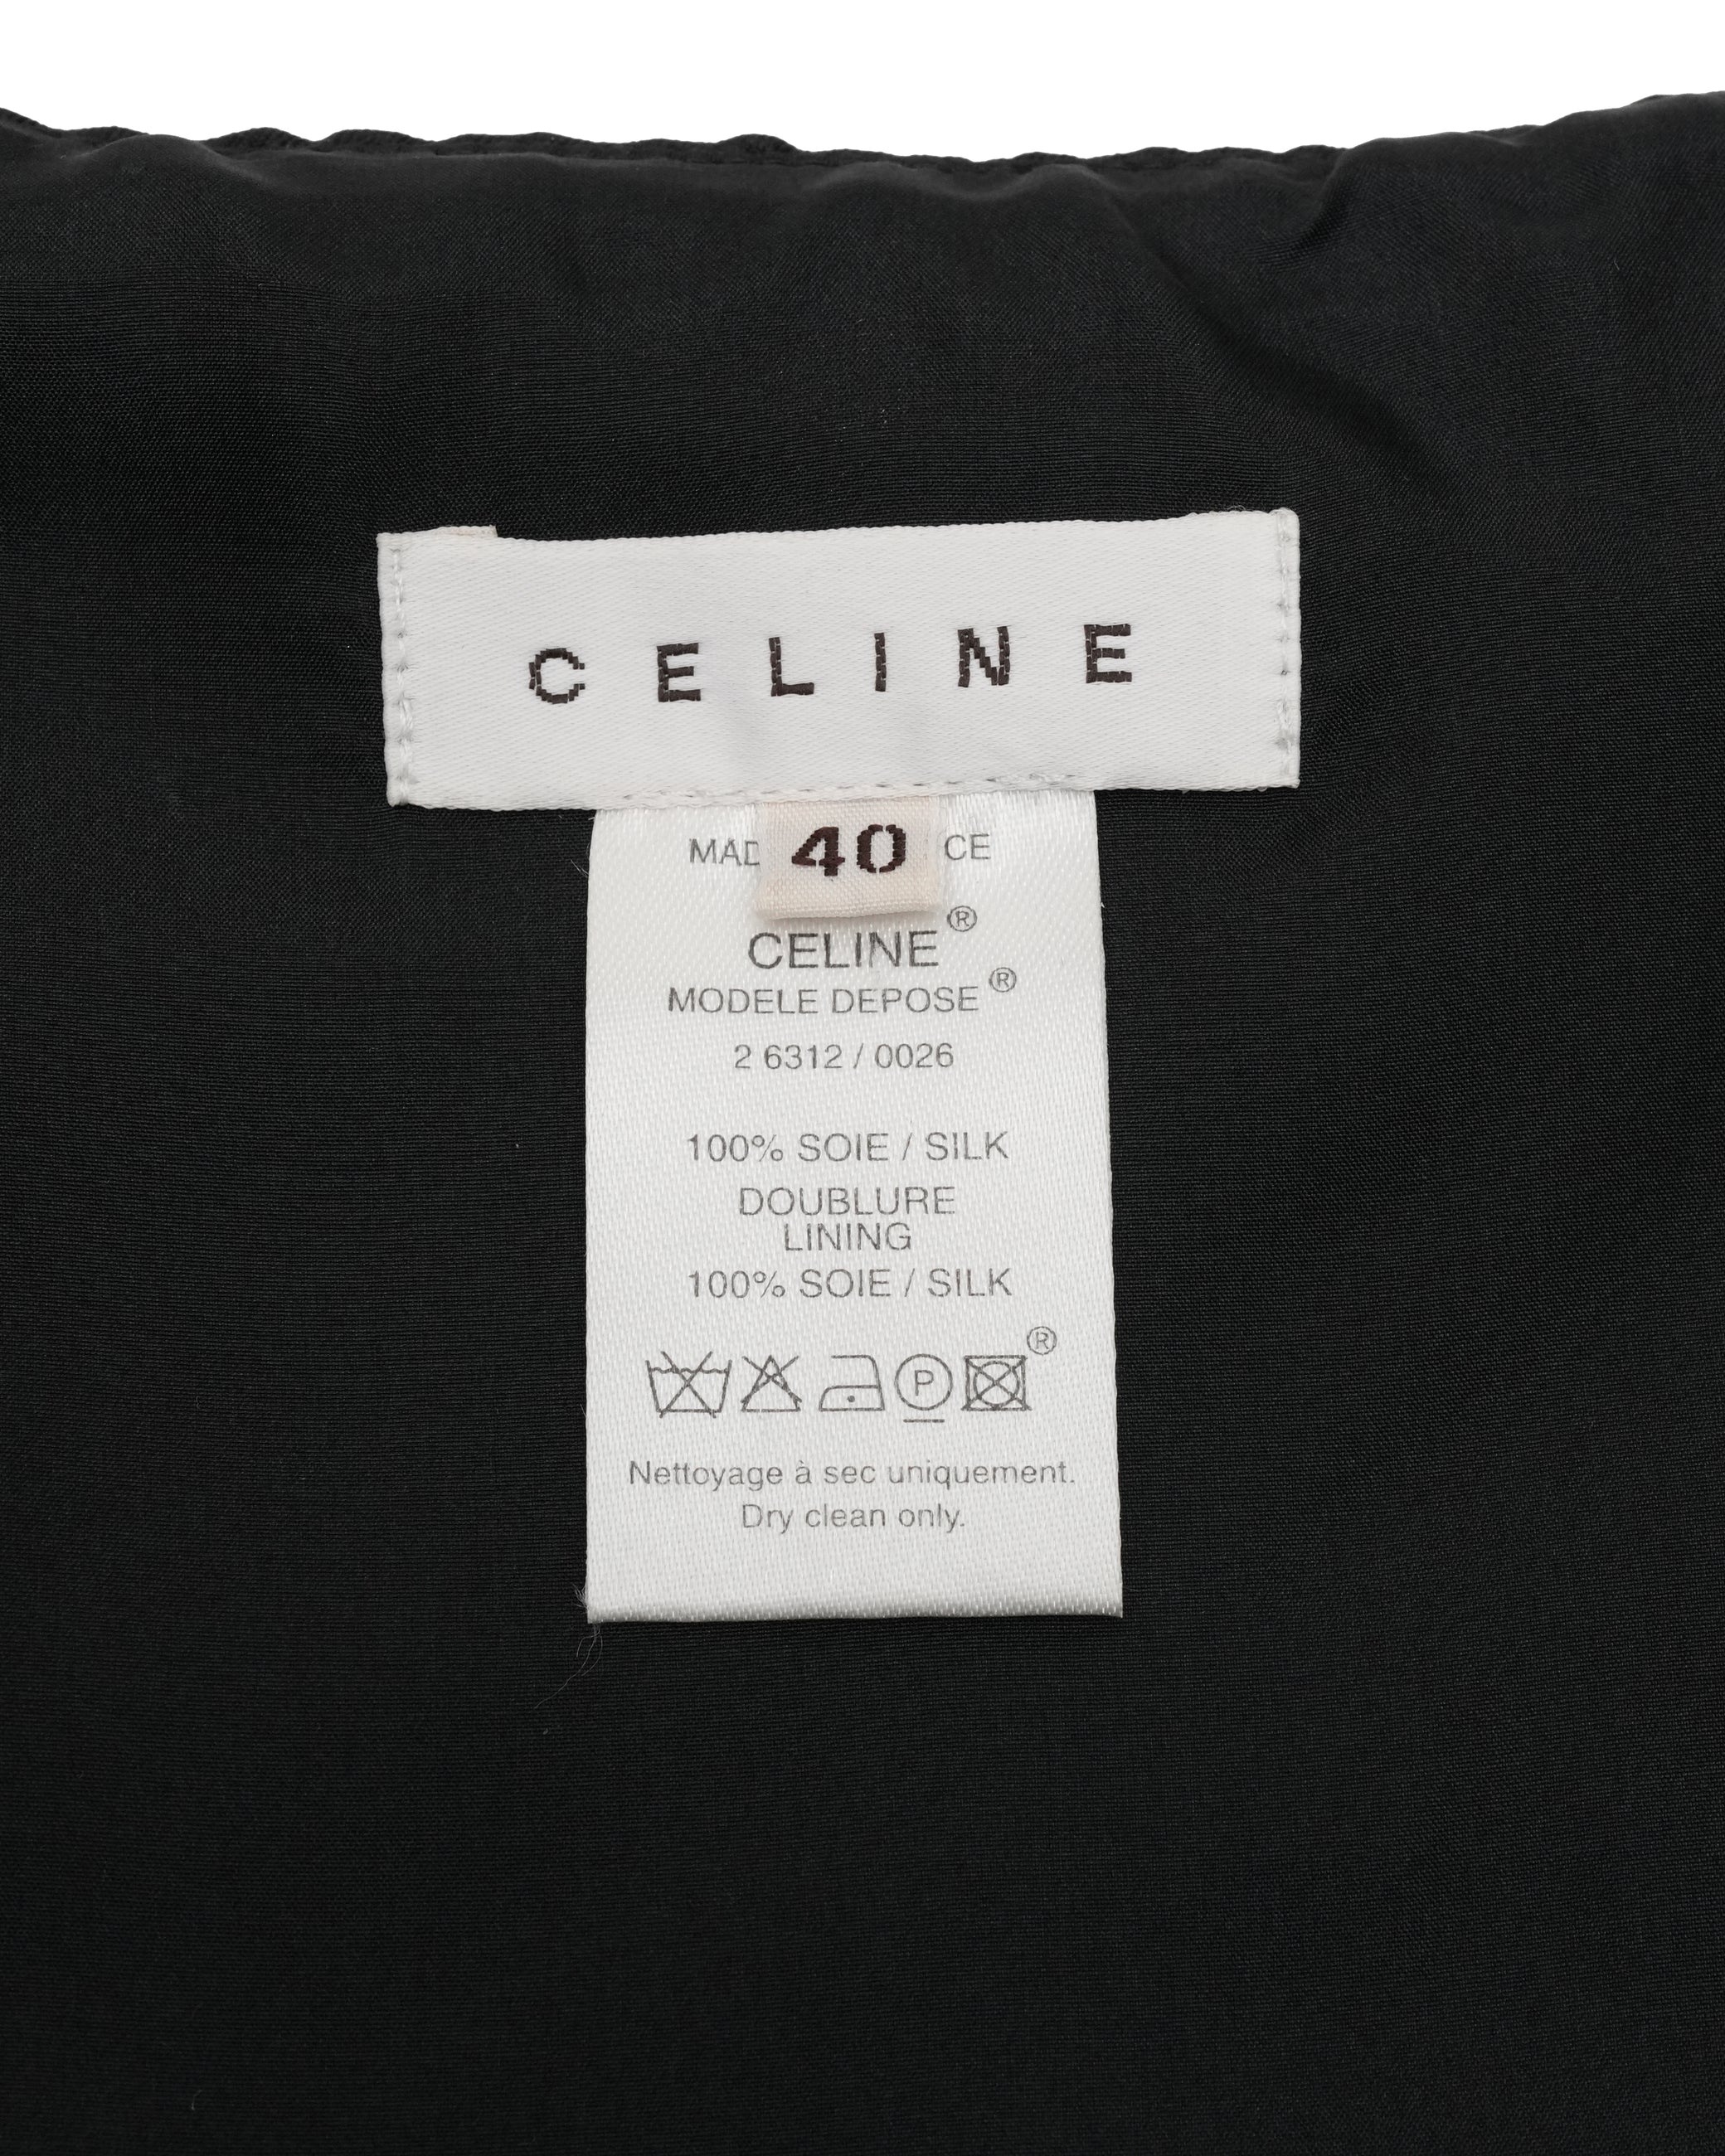 CELINE
40
MAD CE
CELINE®
MODELE DEPOSE®
2 6312 / 0026
100% SOIE / SILK
DOUBLURE
LINING
100% SOIE / SILK
P
®
Nettoyage à sec uniquement.
Dry clean only.